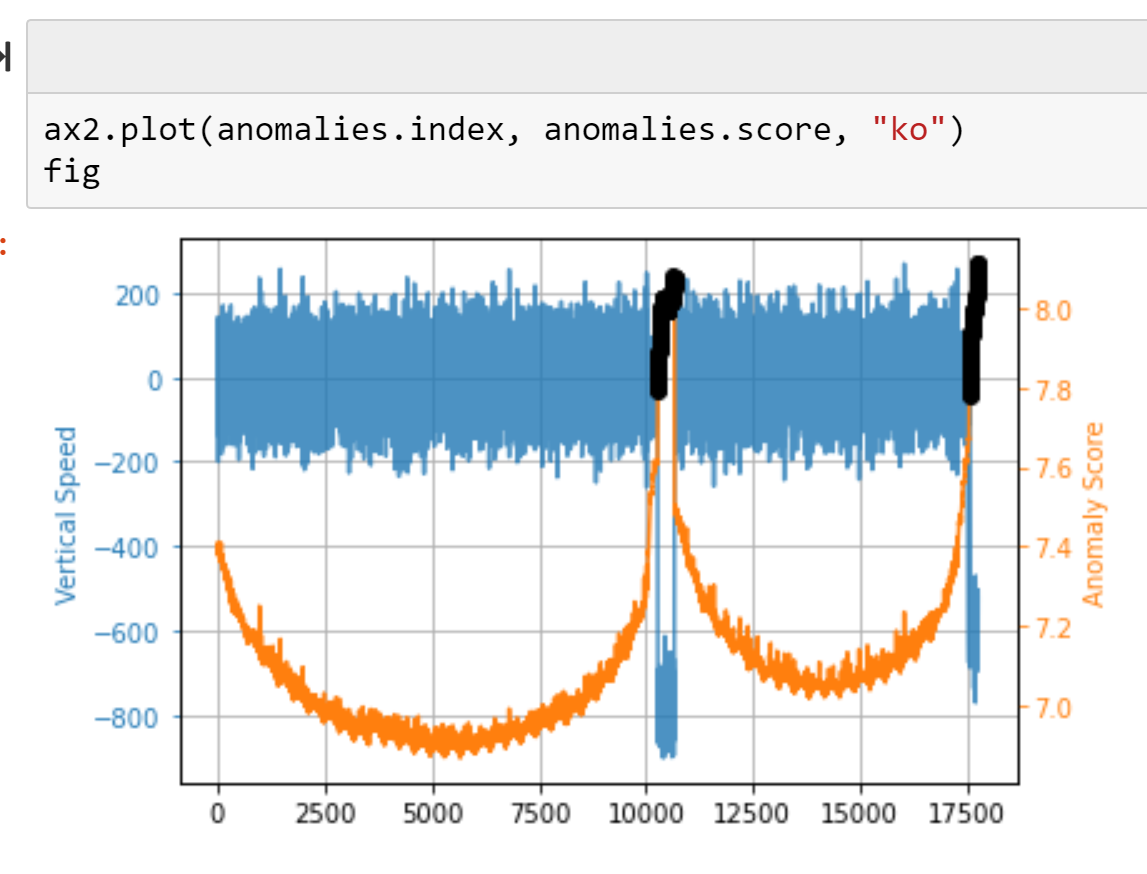 ax2.plot(anomalies.index, anomalies.score, "ko")
fig
:
Vertical Speed
200
0
−200
−400
−600
−800
8.0
7.8
7.6
7.4
7.2
7.0
Anomaly Score
0 2500 5000 7500 10000 12500 15000 17500